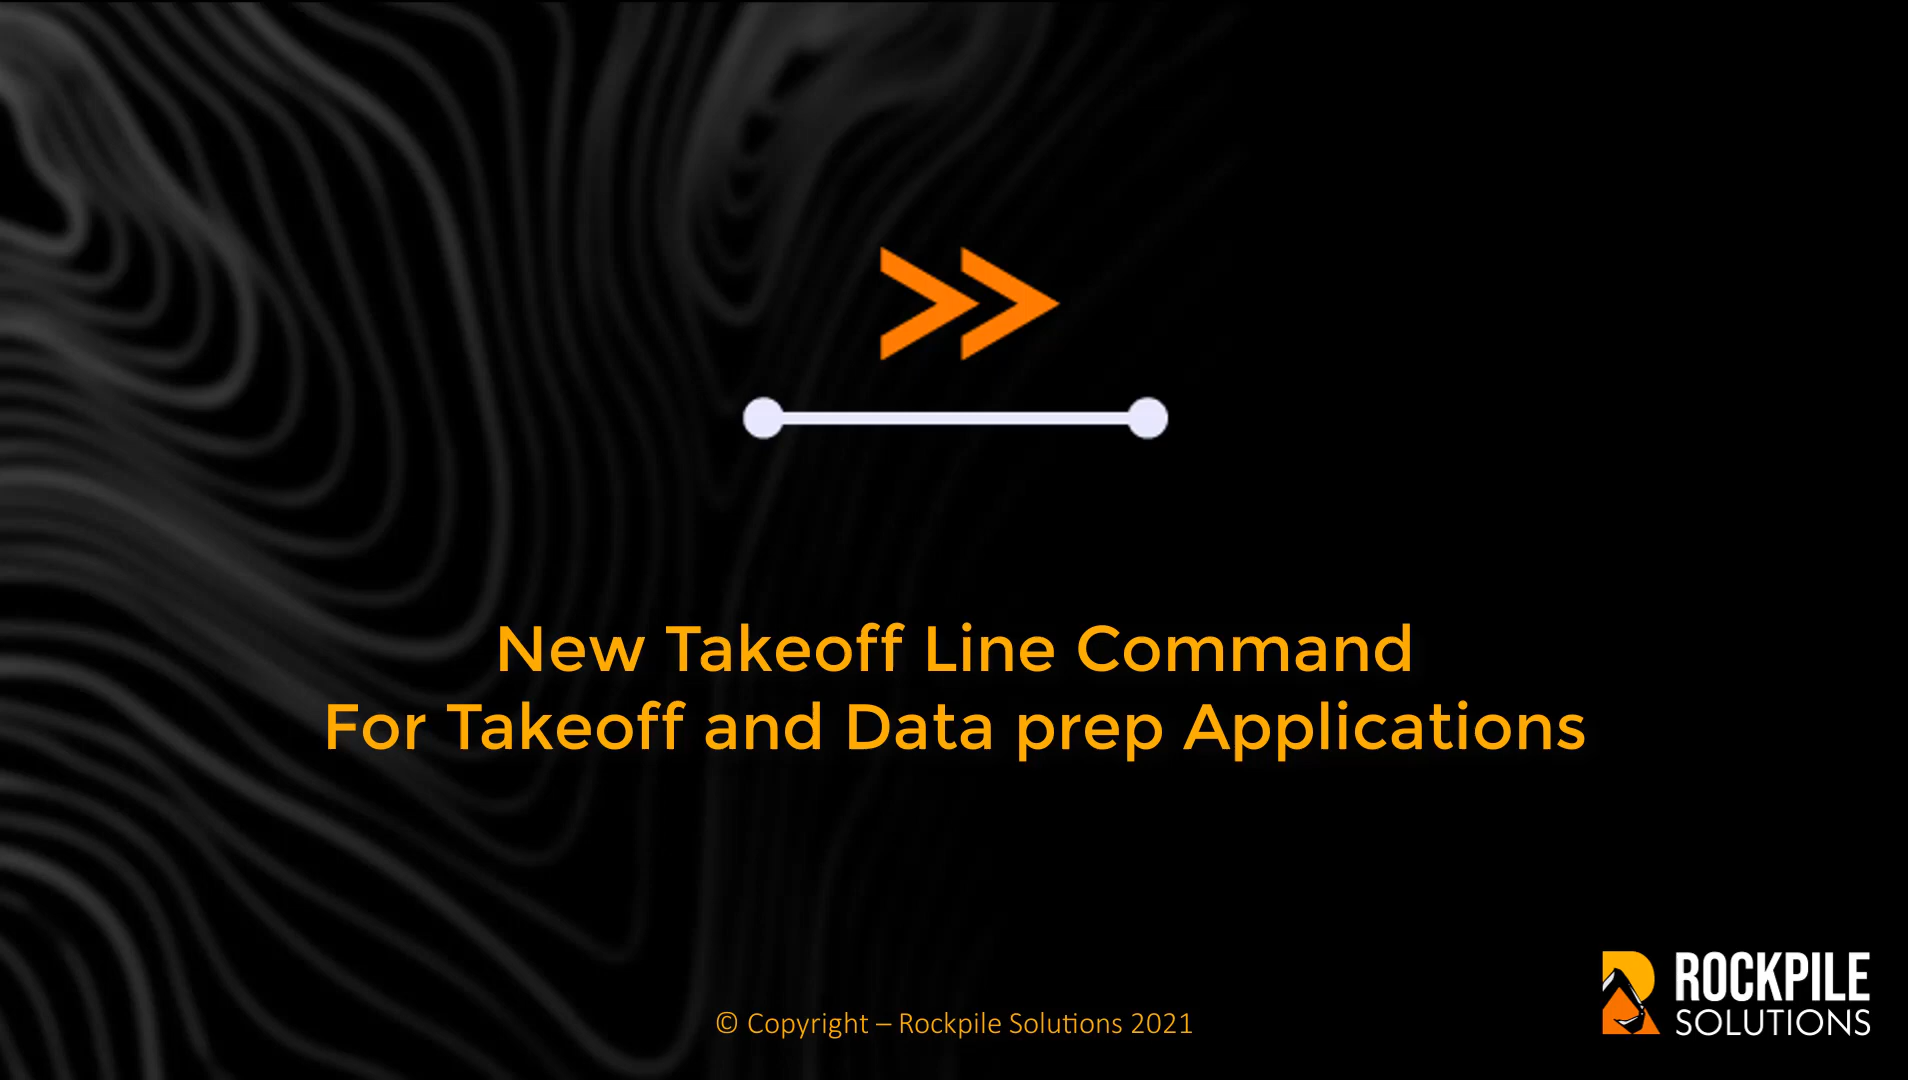 New Takeoff Line Command
For Takeoff and Data prep Applications
© Copyright – Rockpile Solutions 2021
ROCKPILE
SOLUTIONS